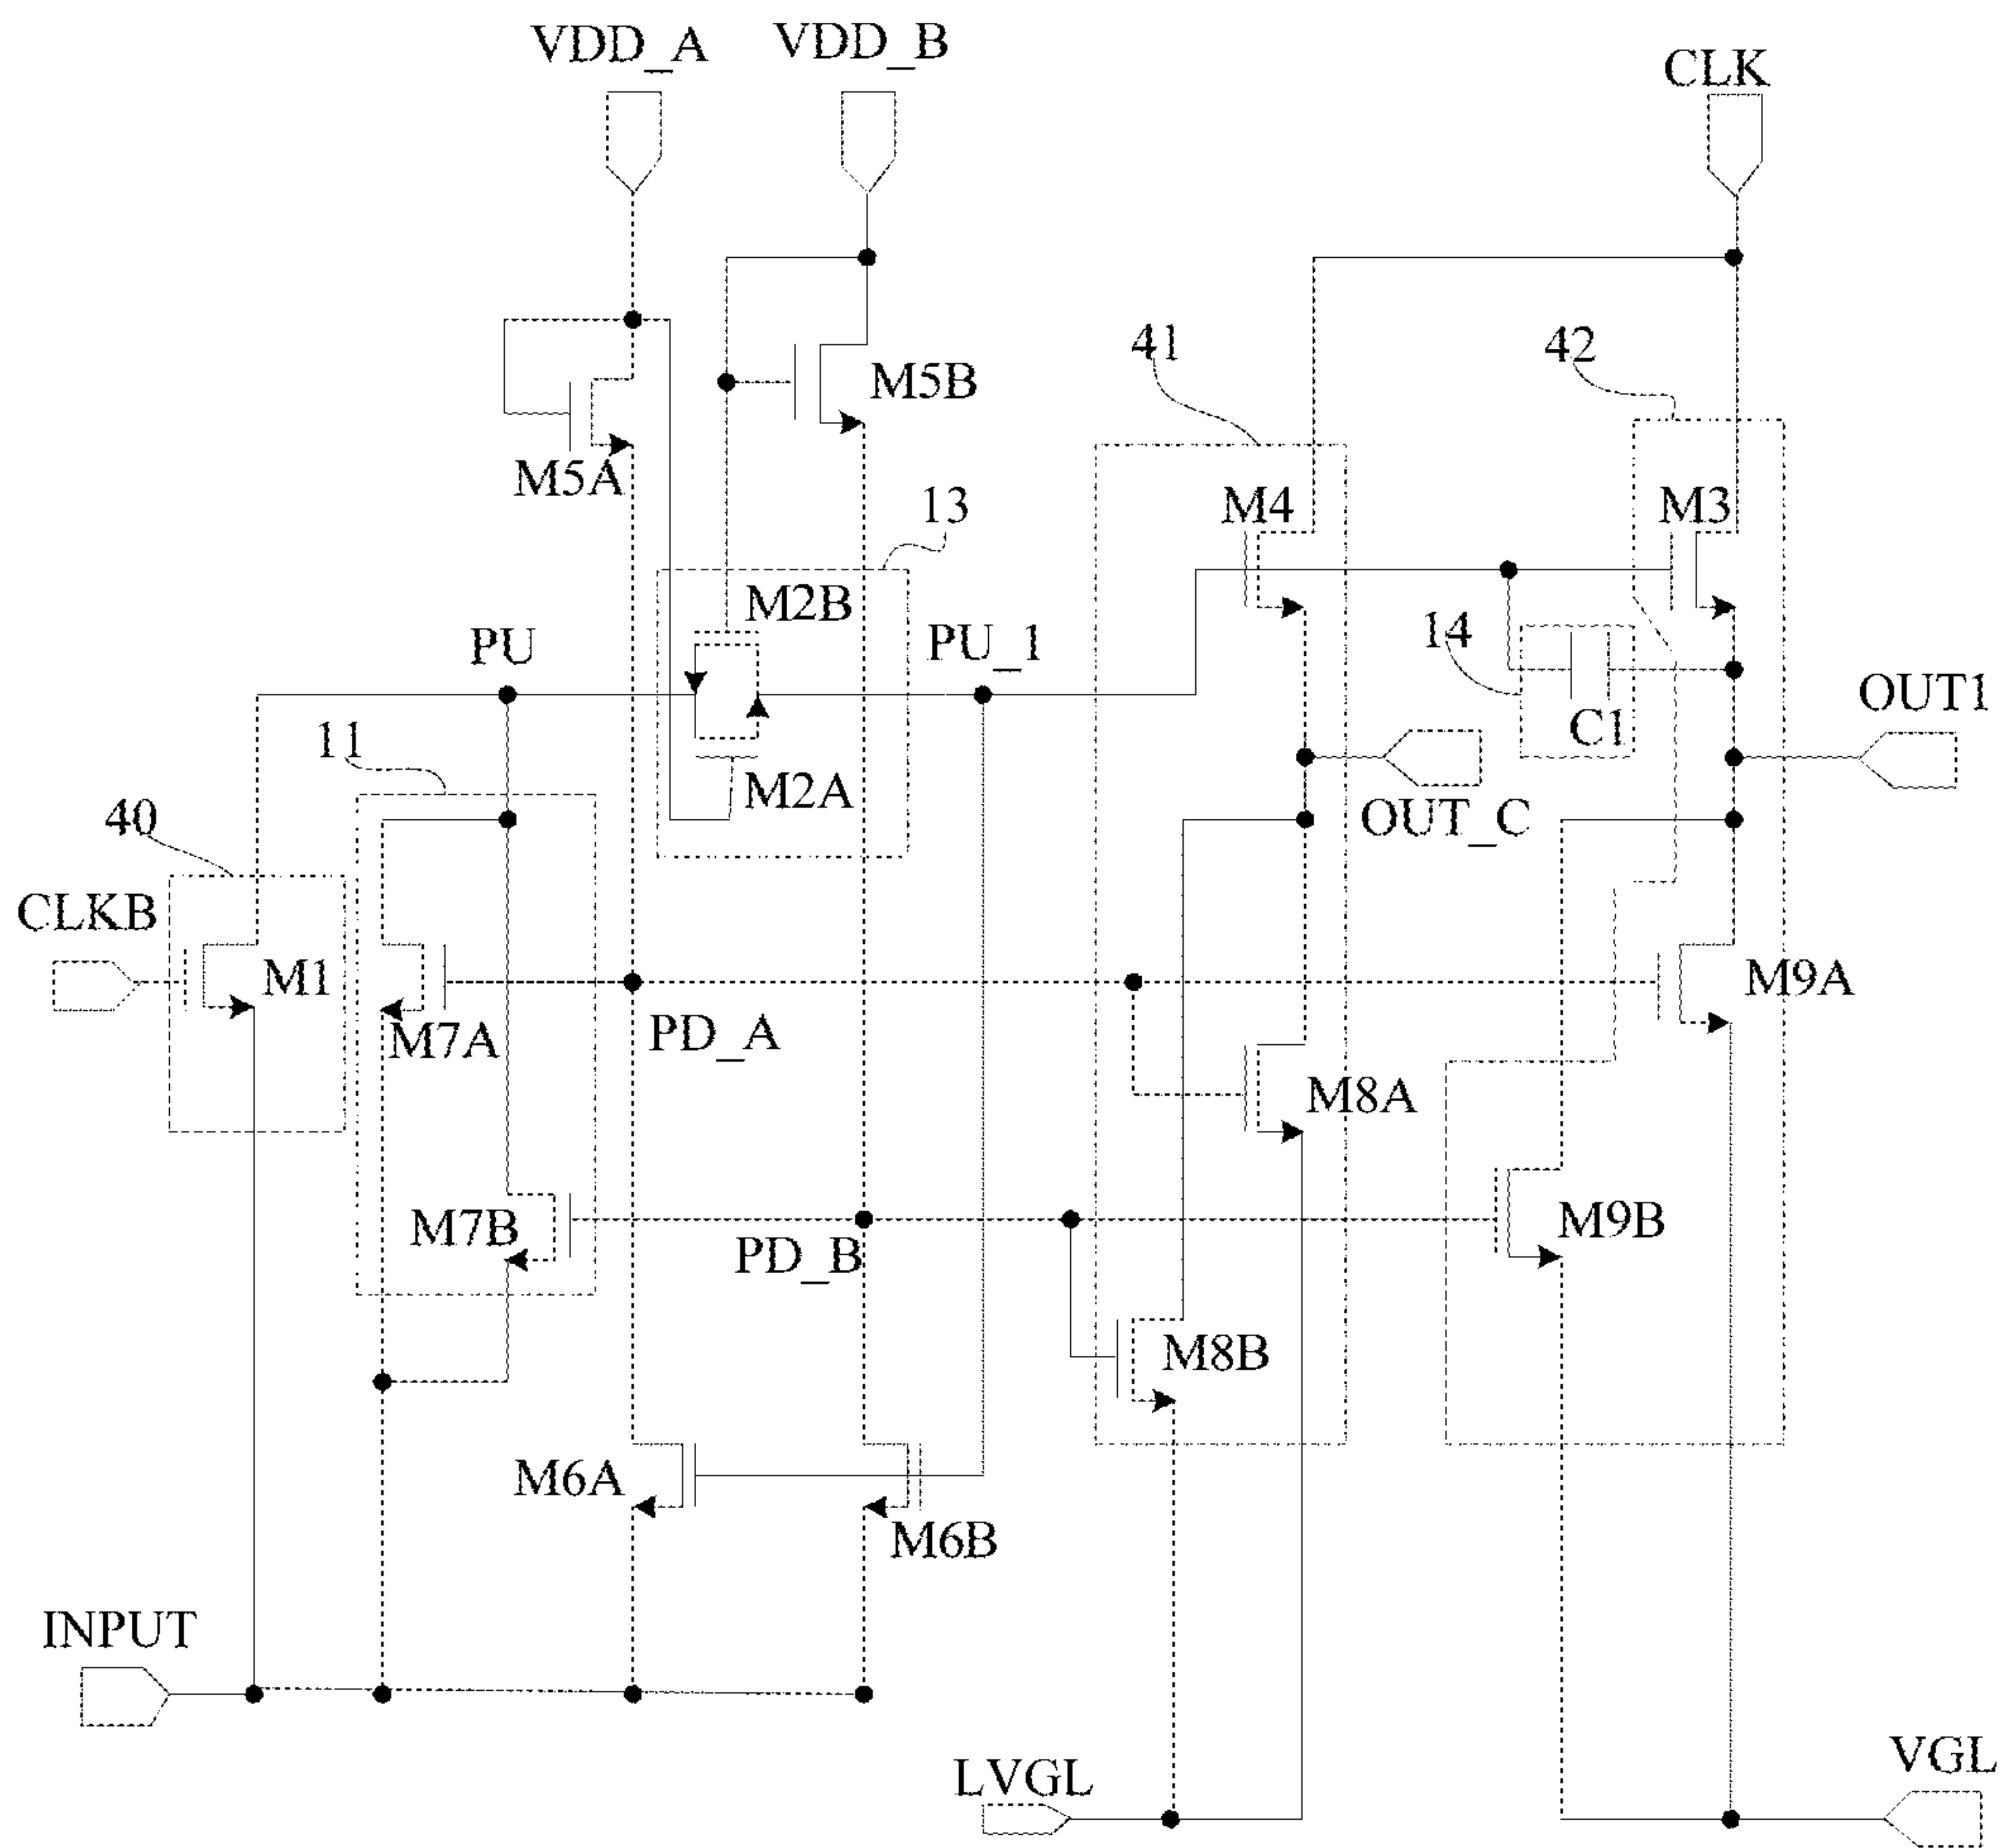 VDD_A
VDD_B
CLK
M5A
M5B
41
42
13
M4
M3
M2B
PU
PU_1
14
C1
OUT1
11
M2A
40
OUT_C
CLKB
M1
M7A
PD_A
M9A
M8A
M7B
PD_B
M9B
M8B
M6A
M6B
INPUT
LVGL
VGL